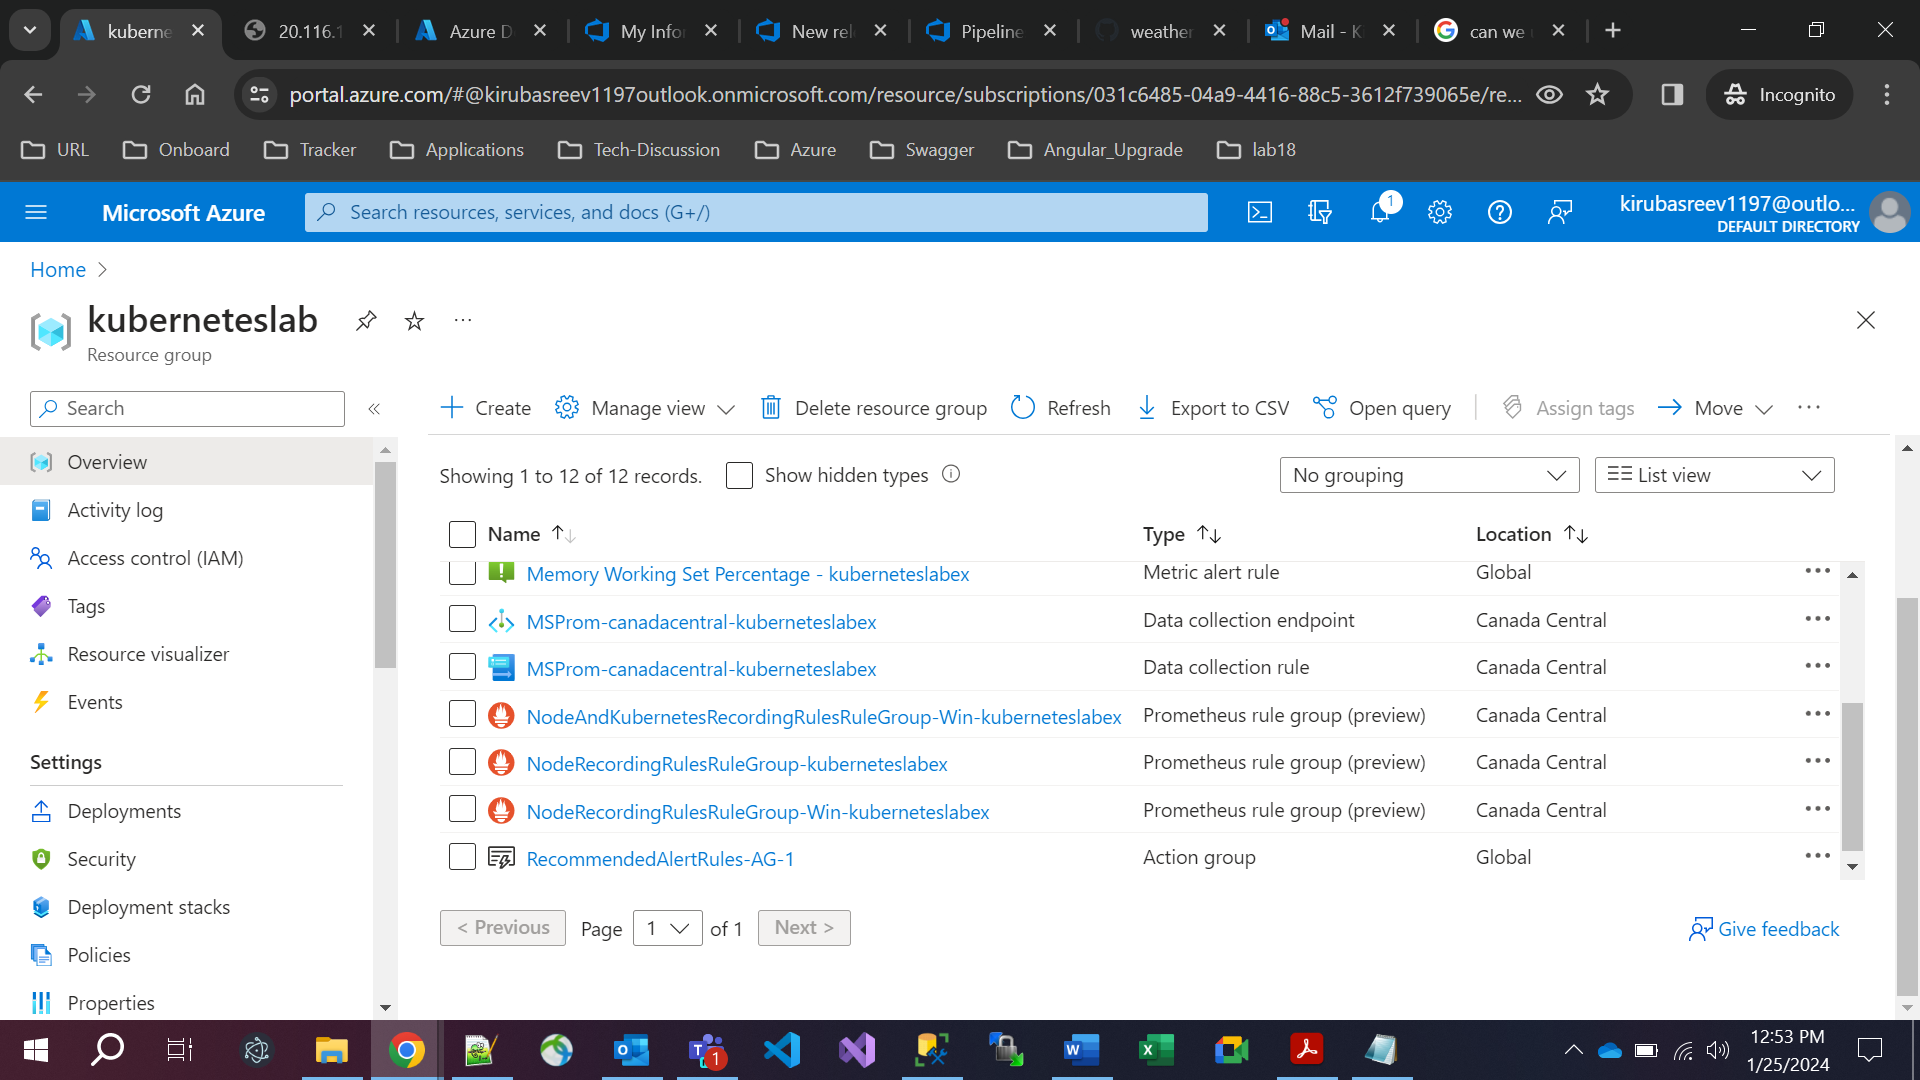 kuberne
20.116.1
Azure D
My Info
New rel
Pipeline
weather
Mail - K
can we
portal.azure.com/#@kirubasreev1197outlook.onmicrosoft.com/resource/subscriptions/031c6485-04a9-4416-88c5-3612f739065e/re...
Incognito
URL
Onboard
Tracker
Applications
Tech-Discussion
Azure
Swagger
Angular_Upgrade
lab18
Microsoft Azure
Search resources, services, and docs (G+/)
1
kirubasreev1197@outlo...
DEFAULT DIRECTORY
Home
kuberneteslab
Resource group
Search
Create
Manage view
Delete resource group
Refresh
Export to CSV
Open query
Assign tags
Move
Overview
Activity log
Access control (IAM)
Tags
Resource visualizer
Events
Settings
Deployments
Security
Deployment stacks
Policies
Properties
Showing 1 to 12 of 12 records.
Show hidden types
No grouping
List view
Name
Type
Location
Memory Working Set Percentage - kuberneteslabex
Metric alert rule
Global
MSProm-canadacentral-kuberneteslabex
Data collection endpoint
Canada Central
MSProm-canadacentral-kuberneteslabex
Data collection rule
Canada Central
NodeAndKubernetesRecordingRulesRuleGroup-Win-kuberneteslabex
Prometheus rule group (preview)
Canada Central
NodeRecordingRulesRuleGroup-kuberneteslabex
Prometheus rule group (preview)
Canada Central
NodeRecordingRulesRuleGroup-Win-kuberneteslabex
Prometheus rule group (preview)
Canada Central
RecommendedAlertRules-AG-1
Action group
Global
< Previous
Page
1
of 1
Next >
Give feedback
1
12:53 PM
1/25/2024